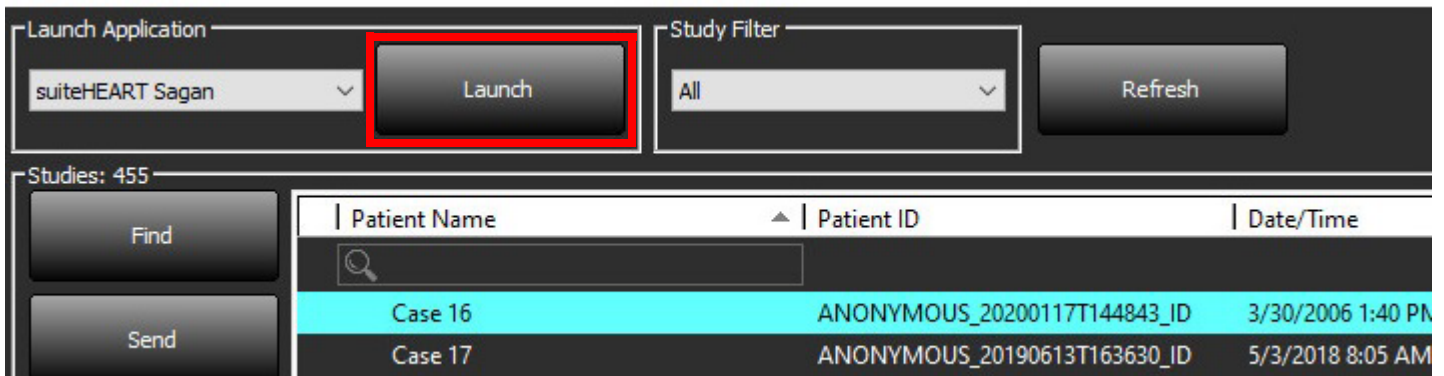 Launch Application
Study Filter
suiteHEART Sagan
Launch
All
Refresh
Studies: 455
Find
Send
Patient Name
Patient ID
Date/Time
Case 16
ANONYMOUS_20200117T144843_ID
3/30/2006 1:40 PM
Case 17
ANONYMOUS_20190613T163630_ID
5/3/2018 8:05 AM